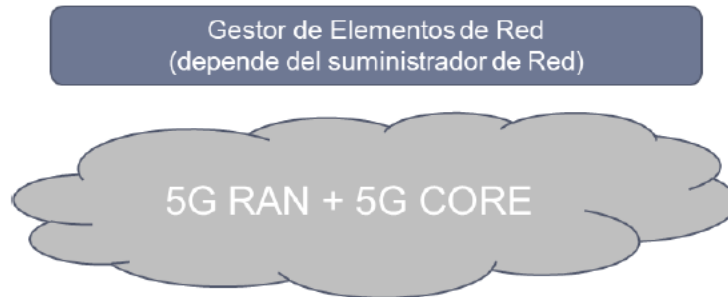 Gestor de Elementos de Red
(depende del suministrador de Red)
5G RAN + 5G CORE